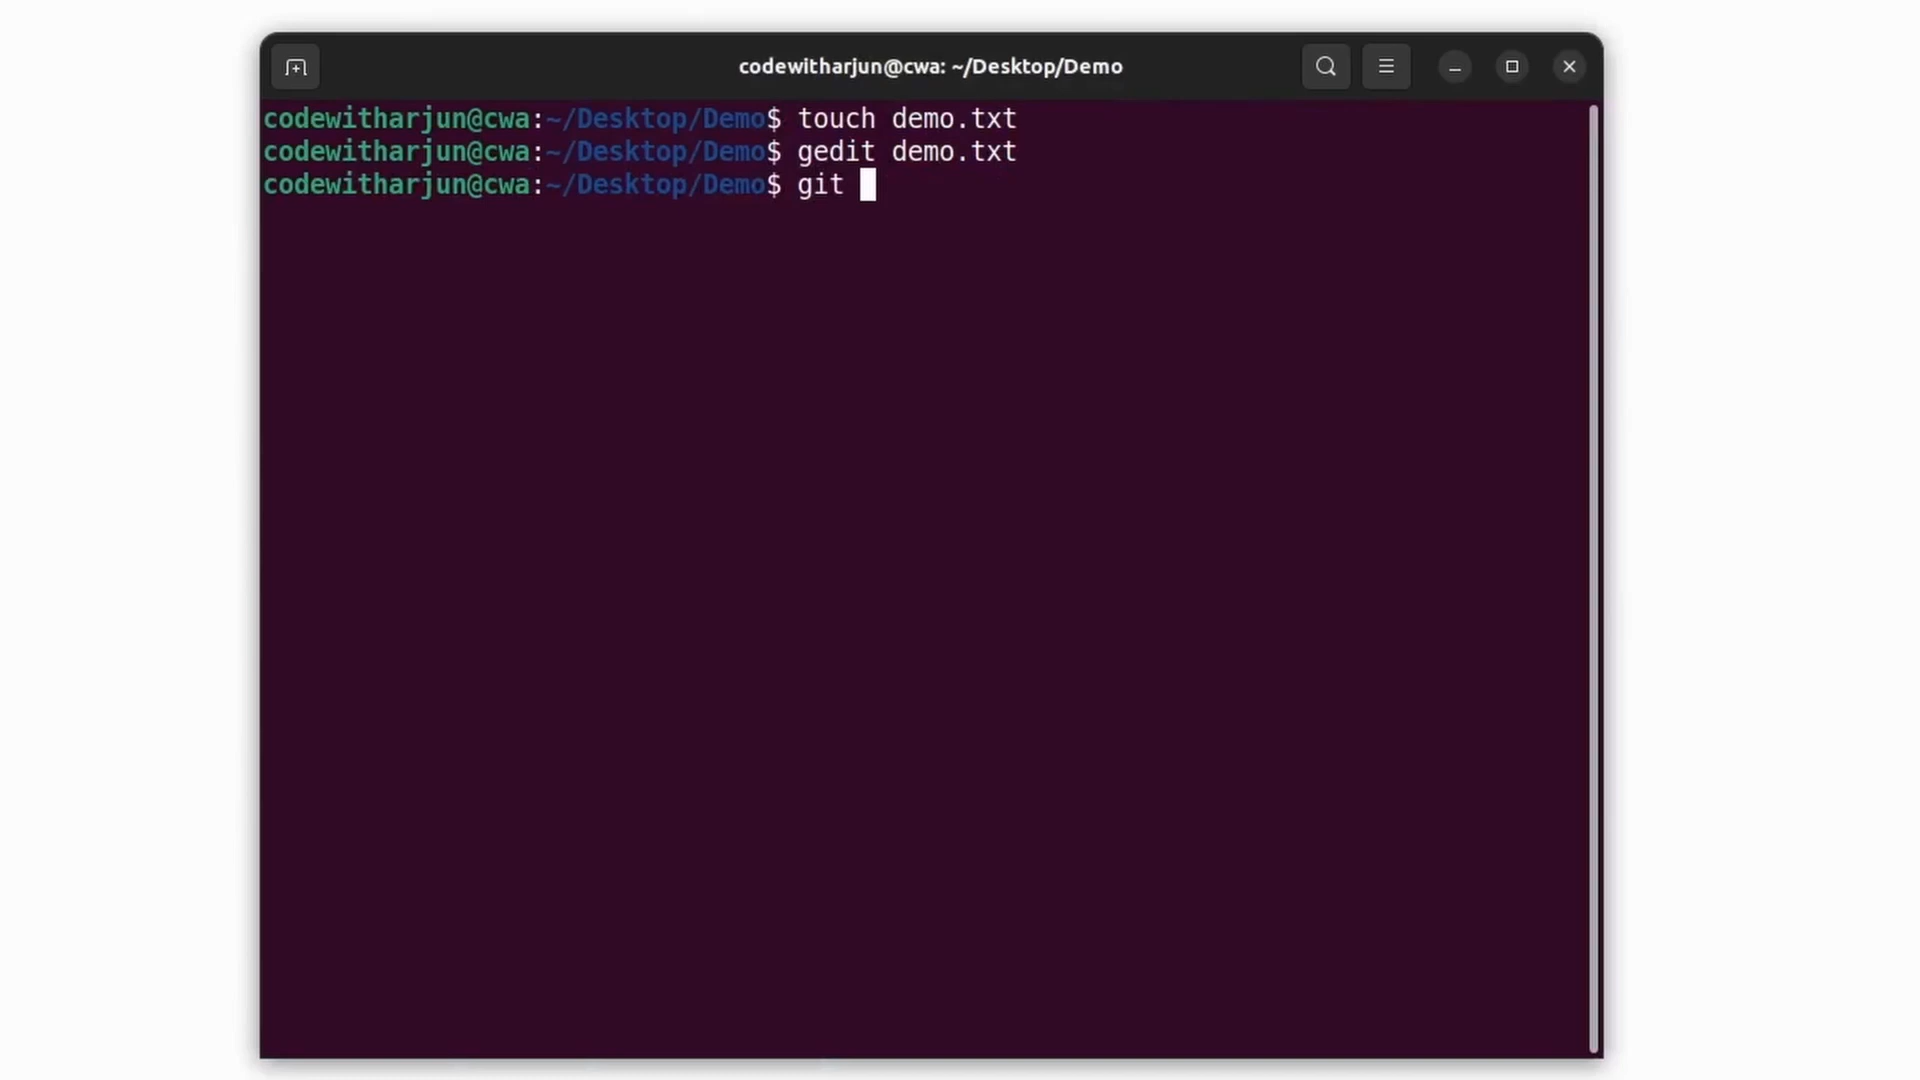 codewitharjun@cwa: ~/Desktop/Demo
codewitharjun@cwa:~/Desktop/Demo$ touch demo.txt
codewitharjun@cwa:~/Desktop/Demo$ gedit demo.txt
codewitharjun@cwa:~/Desktop/Demo$ git